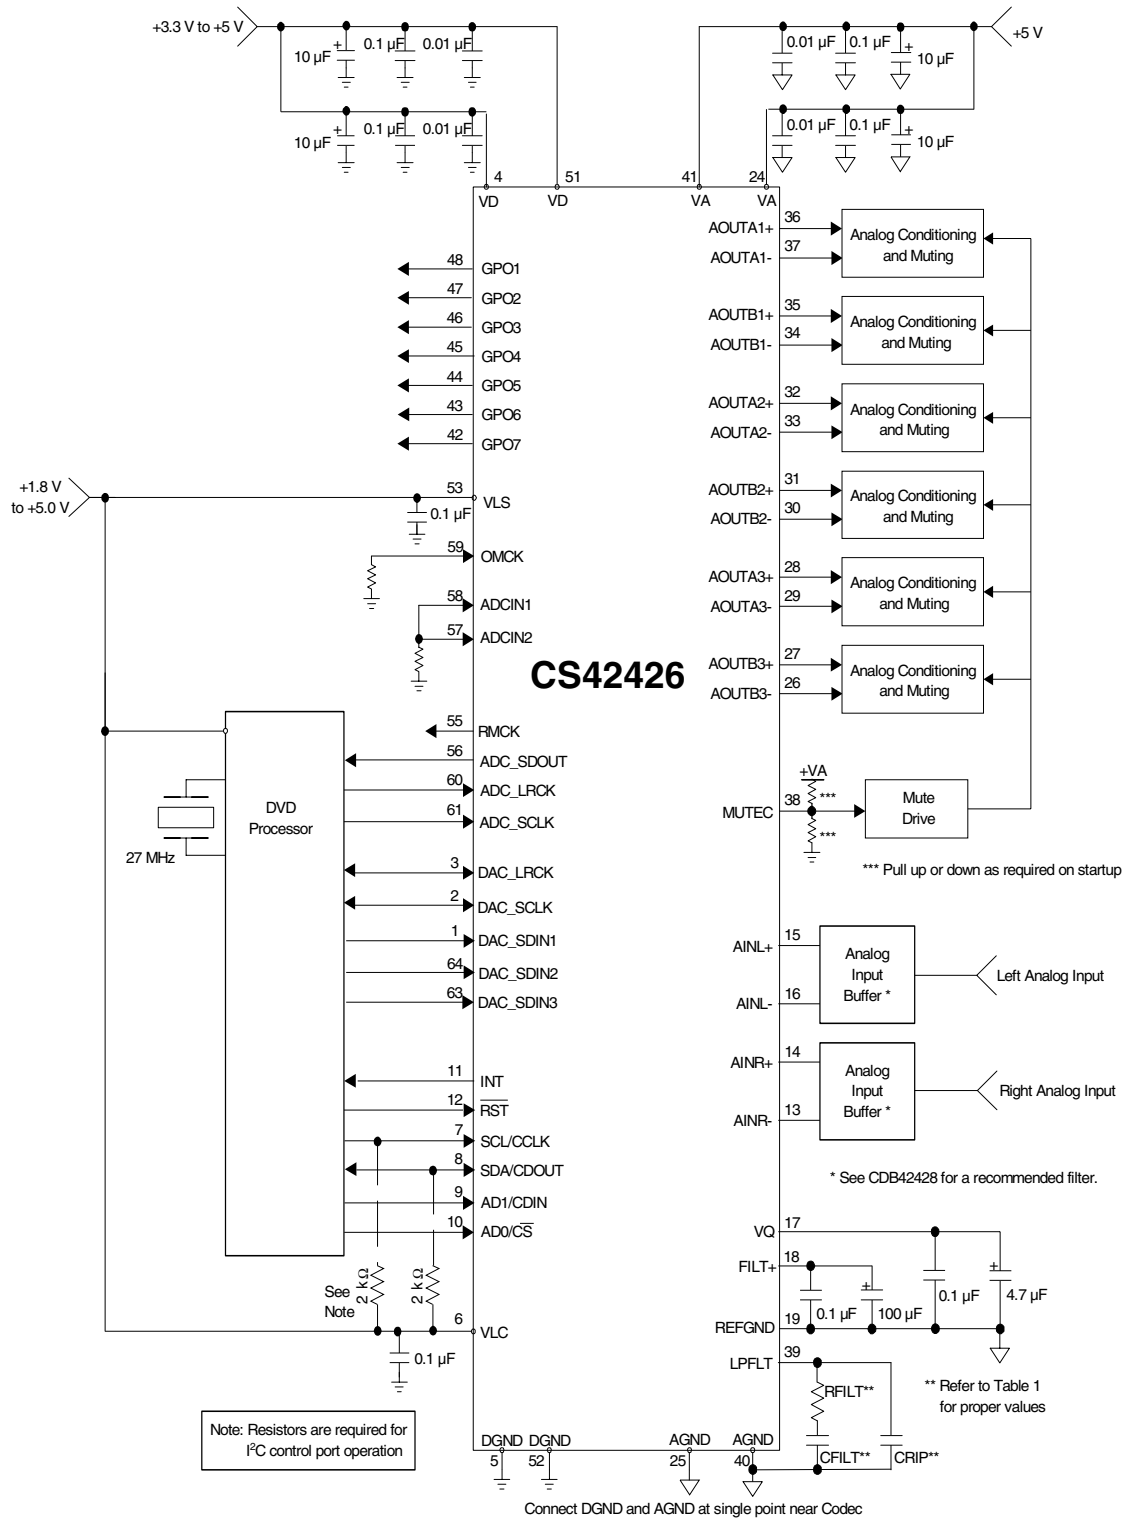 +3.3 V to +5 V
+5 V
10 µF
+
0.1 µF
0.01 µF
0.01 µF
0.1 µF
+
10 µF
10 µF
+
0.1 µF
0.01 µF
0.01 µF
0.1 µF
+
10 µF
4
51
41
24
VD
VD
VA
VA
48
GPO1
47
GPO2
46
GPO3
45
GPO4
44
GPO5
43
GPO6
42
GPO7
+1.8 V
to +5.0 V
53
VLS
0.1 µF
59
OMCK
58
ADCIN1
57
ADCIN2
CS42426
AOUTA1+
36
AOUTA1-
37
Analog Conditioning
and Muting
AOUTB1+
35
AOUTB1-
34
Analog Conditioning
and Muting
AOUTA2+
32
AOUTA2-
33
Analog Conditioning
and Muting
AOUTB2+
31
AOUTB2-
30
Analog Conditioning
and Muting
AOUTA3+
28
AOUTA3-
29
Analog Conditioning
and Muting
AOUTB3+
27
AOUTB3-
26
Analog Conditioning
and Muting
DVD
Processor
27 MHz
55
RMCK
56
ADC_SDOUT
60
ADC_LRCK
61
ADC_SCLK
3
DAC_LRCK
2
DAC_SCLK
1
DAC_SDIN1
64
DAC_SDIN2
63
DAC_SDIN3
11
INT
12
RST
7
SCL/CCLK
8
SDA/CDOUT
9
AD1/CDIN
10
AD0/CS
See
Note
2 kΩ
2 kΩ
6
VLC
0.1 µF
+VA
***
***
MUTEC
38
Mute
Drive
*** Pull up or down as required on startup
AINL+
15
AINL-
16
Analog
Input
Buffer *
Left Analog Input
AINR+
14
AINR-
13
Analog
Input
Buffer *
Right Analog Input
* See CDB42428 for a recommended filter.
VQ
17
FILT+
18
0.1 µF
+
100 µF
0.1 µF
+
4.7 µF
REFGND
19
LPFLT
39
RFILT**
CFILT**
CRIP**
** Refer to Table 1
for proper values
Note: Resistors are required for
I²C control port operation
DGND
DGND
AGND
AGND
5
52
25
40
Connect DGND and AGND at single point near Codec